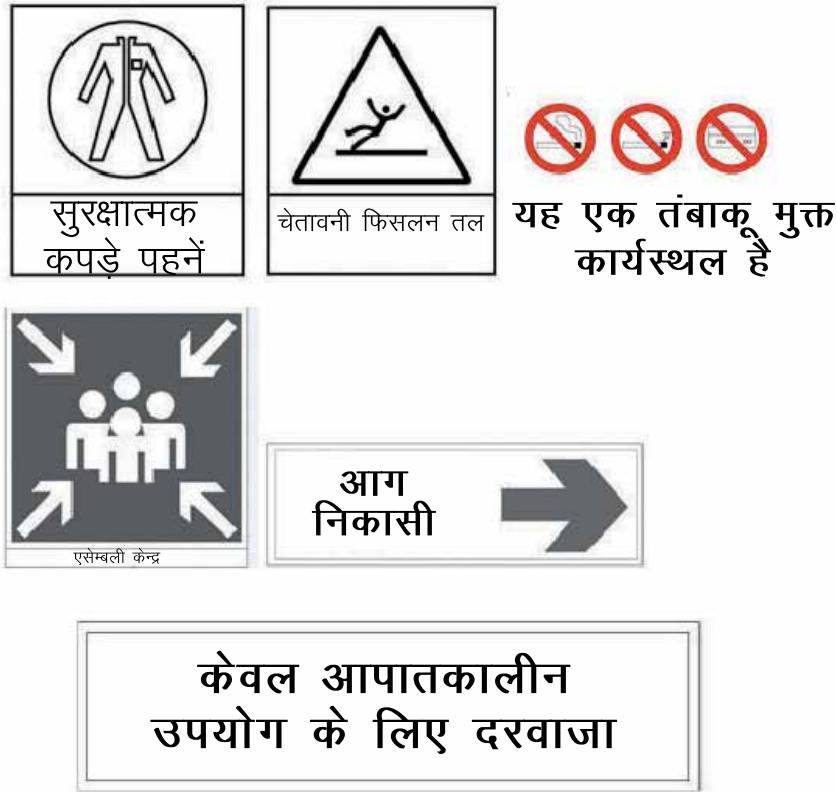 सुरक्षात्मक
कपड़े पहनें
चेतावनी फिसलन तल
यह एक तंबाकू मुक्त
कार्यस्थल है
एसेम्बली केन्द्र
आग
निकासी
केवल आपातकालीन
उपयोग के लिए दरवाजा